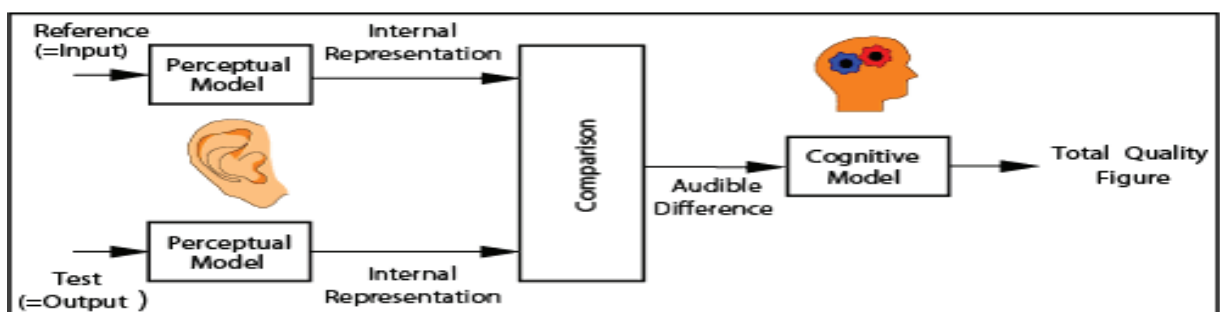 Reference
(=Input)
Perceptual
Model
Internal
Representation
Comparison
Audible
Difference
Cognitive
Model
Total Quality
Figure
Perceptual
Model
Internal
Representation
Test
(=Output )